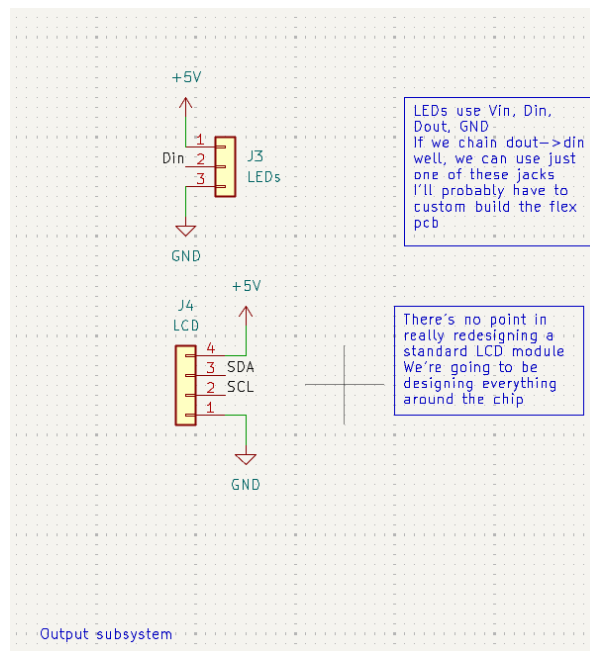 +5V
1
Din
2
3
J3
LEDs
GND
LEDs use Vin, Din,
Dout, GND
If we chain dout->din
well, we can use just
one of these jacks
I'll probably have to
custom build the flex
pcb
+5V
J4
LCD
4
3
SDA
2
SCL
1
GND
There's no point in
really redesigning a
standard LCD module
We're going to be
designing everything
around the chip
Output subsystem